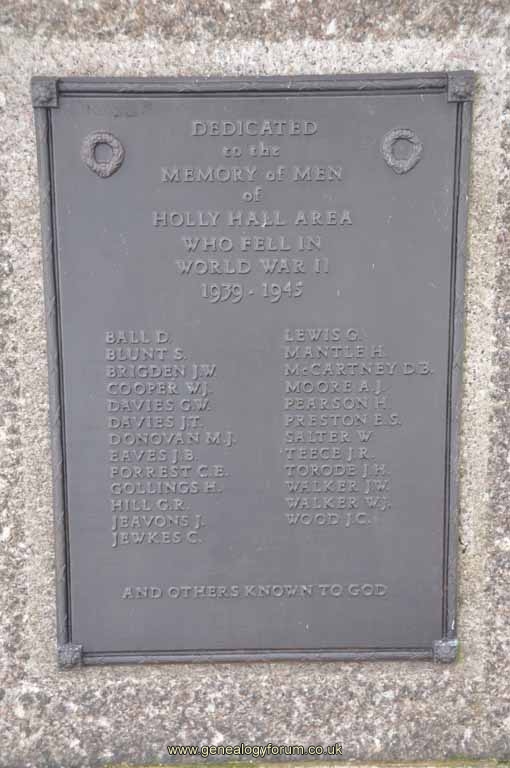 DEDICATED
to the
MEMORY of MEN
of
HOLLY HALL AREA
WHO FELL IN
WORLD WAR II
1939 - 1945
BALL D.
BLUNT S.
BRIGDEN J.W
COOPER W.J.
DAVIES G.W.
DAVIES J.T.
DONOVAN M.J.
EAVES J.B.
FORREST C.E.
GOLLINGS H.
HILL G.R.
JEAVONS J.
JEWKES C.
LEWIS G.
MANTLE H.
McCARTNEY D.B.
MOORE A.J.
PEARSON H.
PRESTON E.S.
SALTER W
TEECE J.R.
TORODE J.H.
WALKER J.W.
WALKER W.J.
WOOD J.C.
AND OTHERS KNOWN TO GOD
www.genealogyforum.co.uk